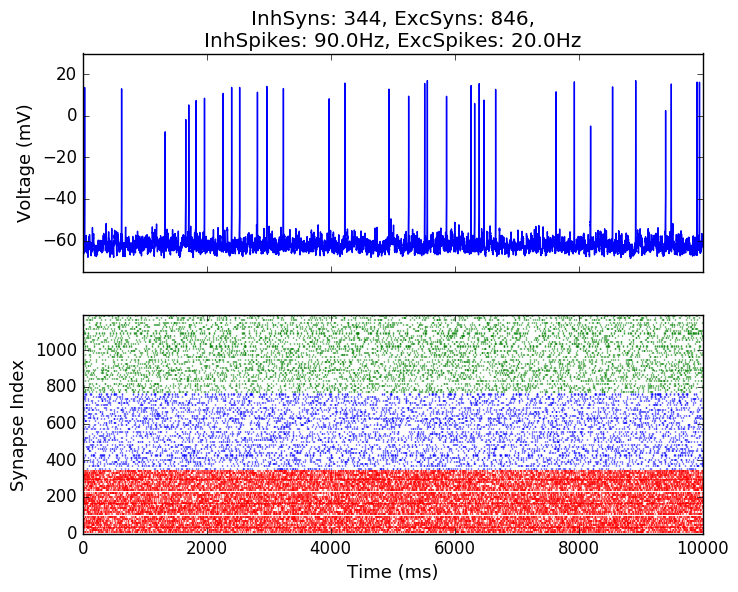 InhSyns: 344, ExcSyns: 846,
InhSpikes: 90.0Hz, ExcSpikes: 20.0Hz
20
0
−20
−40
−60
Voltage (mV)
1000
800
600
400
200
0
Synapse Index
0 2000 4000 6000 8000 10000
Time (ms)